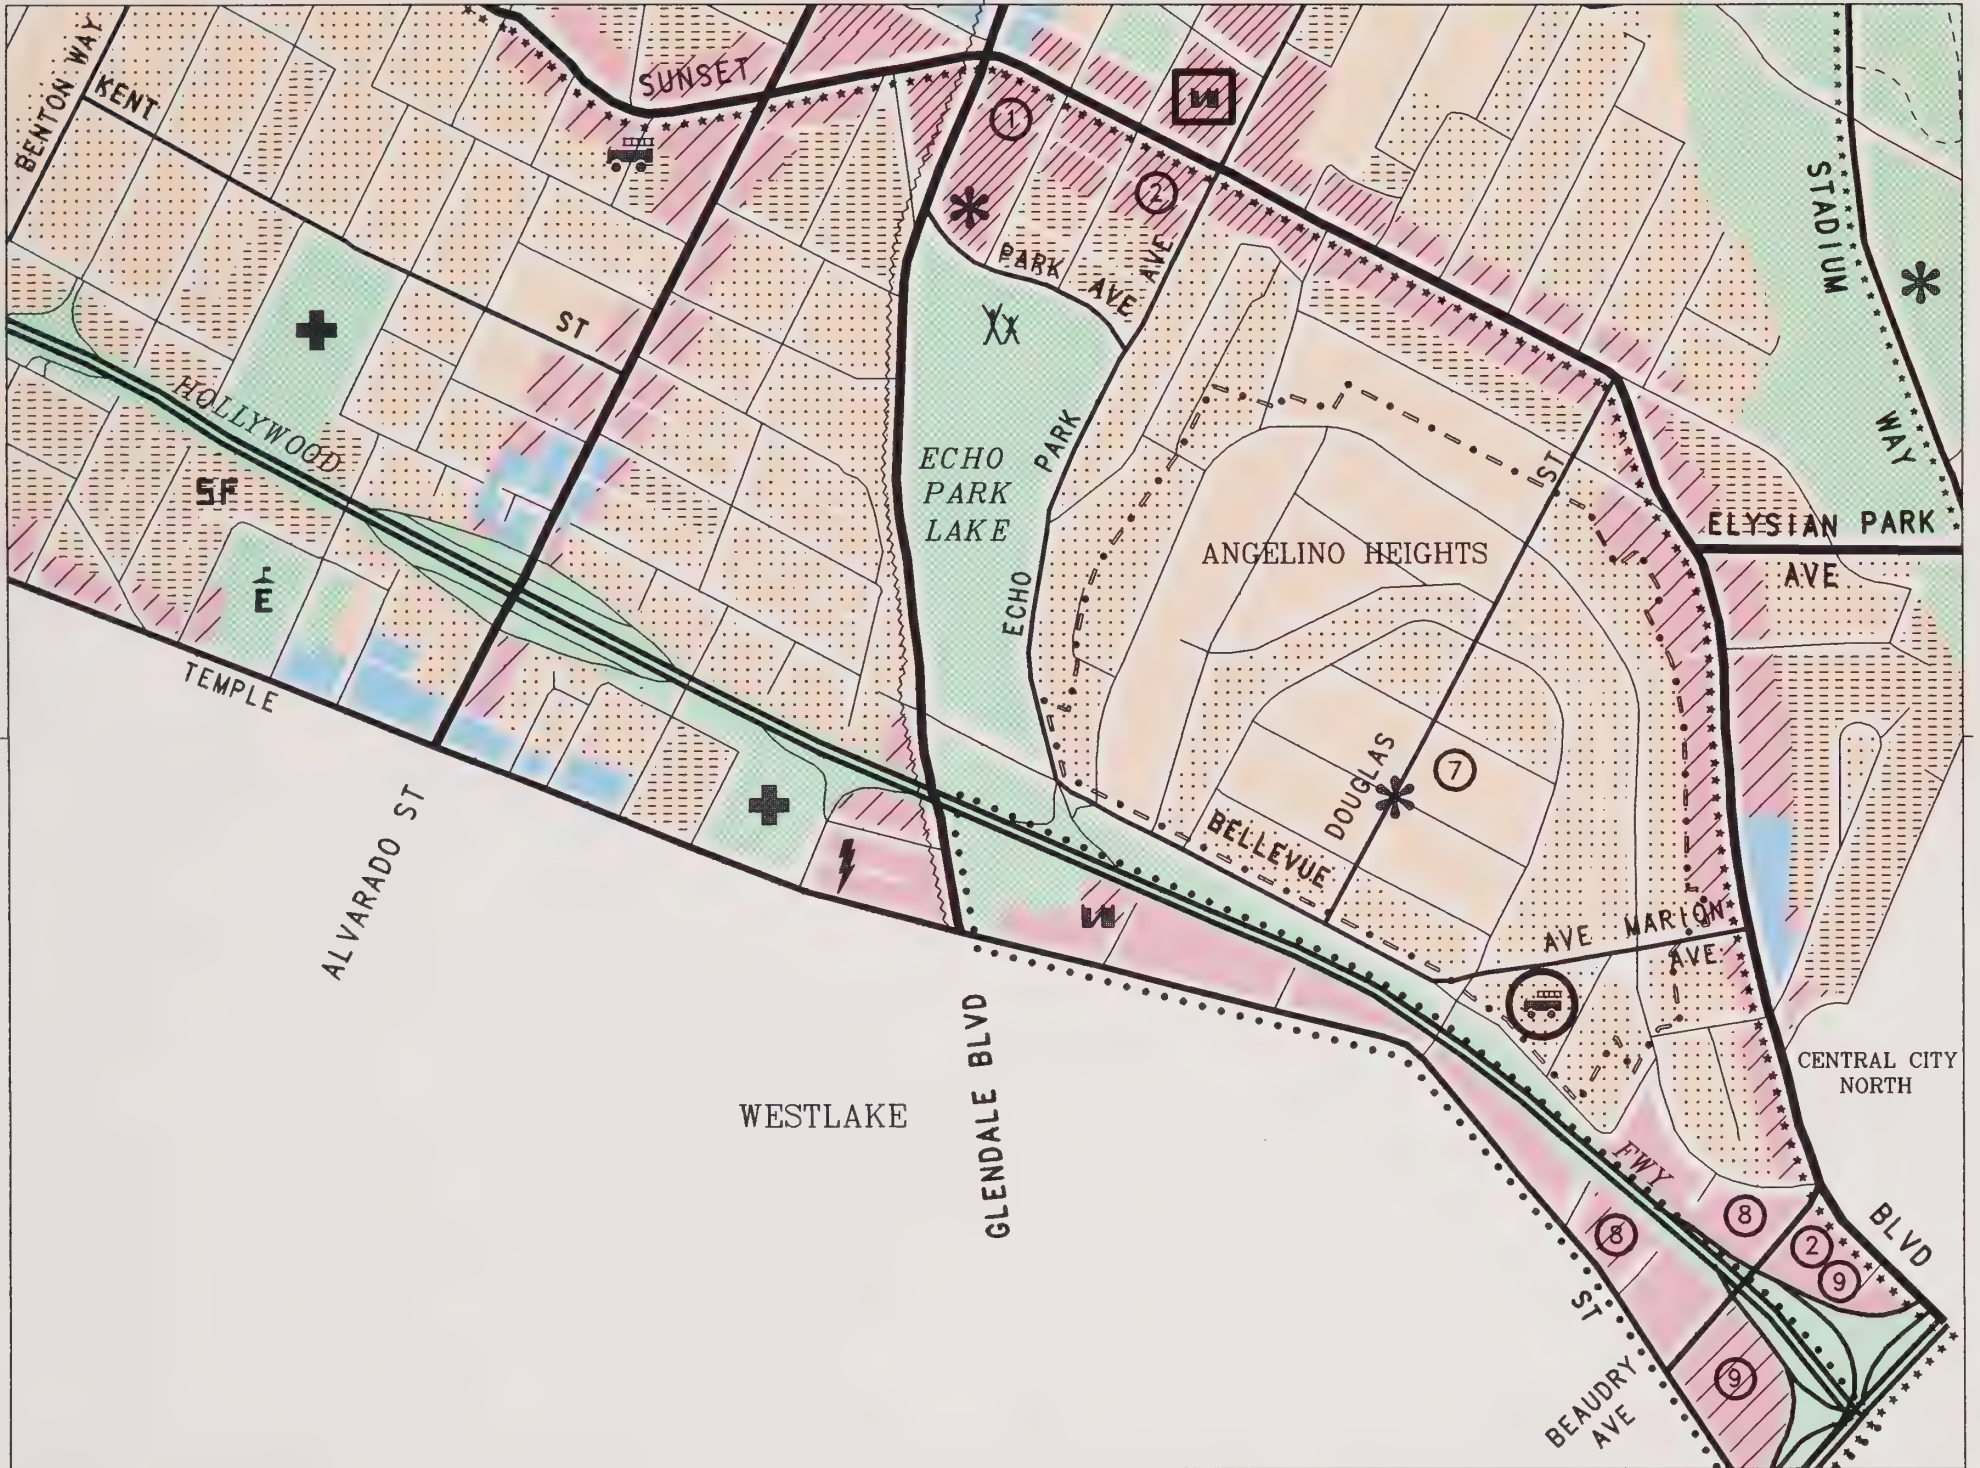 BENTON WAY
KENT
ST
SUNSET
1
2
PARK
AVE
PARK
AVE
ECHO
STADIUM
WAY
HOLLYWOOD
SF
E
ECHO
PARK
LAKE
ANGELINO HEIGHTS
ST
DOUGLAS
7
ELYSIAN PARK
AVE
TEMPLE
ALVARADO ST
BELLEVUE
AVE
MARION
AVE
CENTRAL CITY
NORTH
WESTLAKE
GLENDALE BLVD
FWY
8
8
2
9
9
BLVD
ST
BEAUDRY
AVE